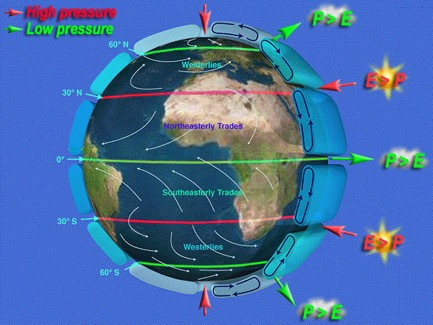 High pressure
Low pressure
P > E
60° N
Westerlies
E > P
30° N
Northeasterly Trades
0°
P > E
Southeasterly Trades
30° S
E > P
Westerlies
60° S
P > E